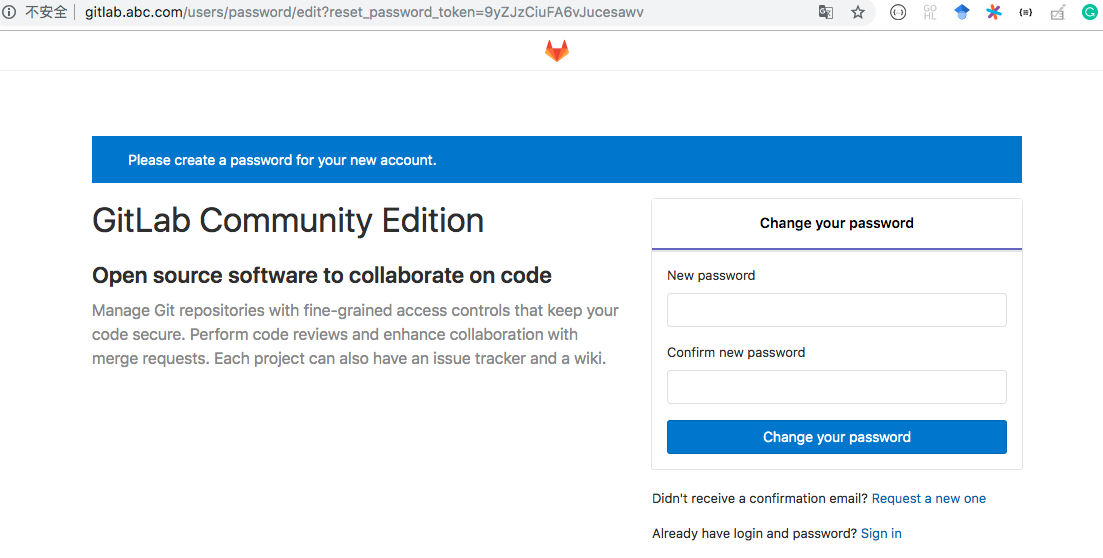 不安全 gitlab.abc.com/users/password/edit?reset_password_token=9yZJzCiuFA6vJucesawv
GO
HL
Please create a password for your new account.
GitLab Community Edition
Open source software to collaborate on code
Manage Git repositories with fine-grained access controls that keep your
code secure. Perform code reviews and enhance collaboration with
merge requests. Each project can also have an issue tracker and a wiki.
Change your password
New password
Confirm new password
Change your password
Didn't receive a confirmation email? Request a new one
Already have login and password? Sign in